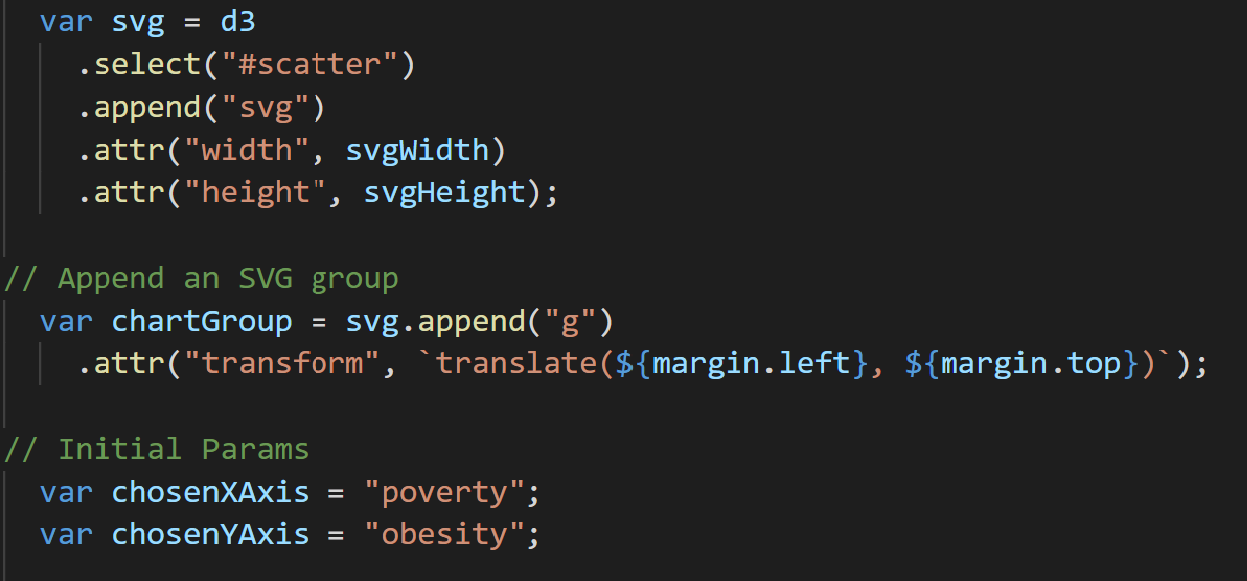 var svg = d3
.select("#scatter")
.append("svg")
.attr("width", svgWidth)
.attr("height", svgHeight);
// Append an SVG group
var chartGroup = svg.append("g")
.attr("transform", `translate(${margin.left}, ${margin.top})`);
// Initial Params
var chosenXAxis = "poverty";
var chosenYAxis = "obesity";